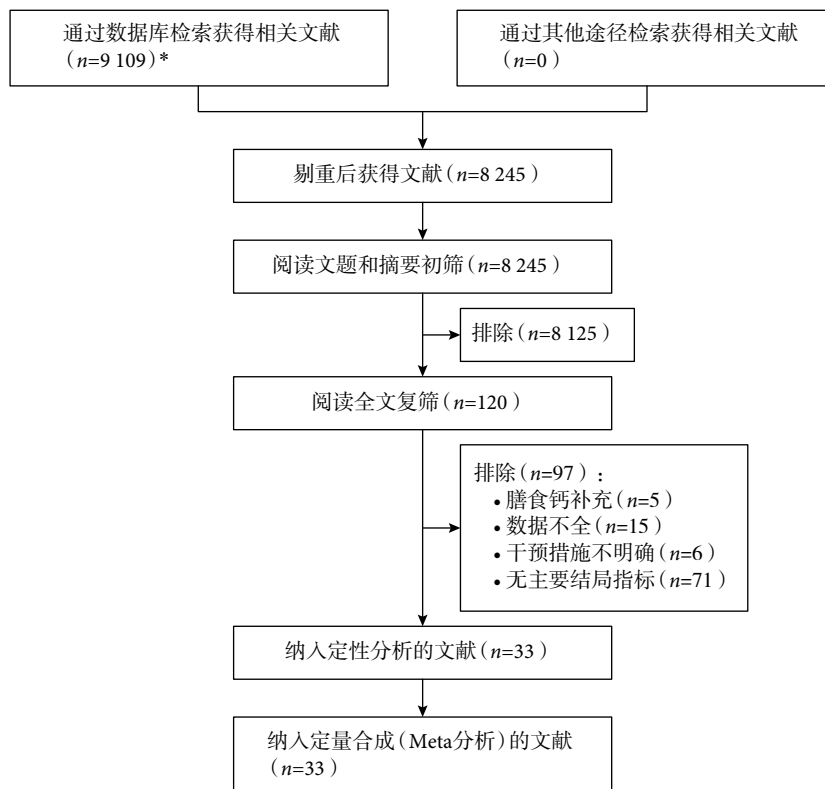 通过数据库检索获得相关文献
(n=9 109)*
通过其他途径检索获得相关文献
(n=0)
剔重后获得文献(n=8 245)
阅读文题和摘要初筛(n=8 245)
排除(n=8 125)
阅读全文复筛(n=120)
排除(n=97)：
• 膳食钙补充(n=5)
• 数据不全(n=15)
• 干预措施不明确(n=6)
• 无主要结局指标(n=71)
纳入定性分析的文献(n=33)
纳入定量合成(Meta分析)的文献
(n=33)